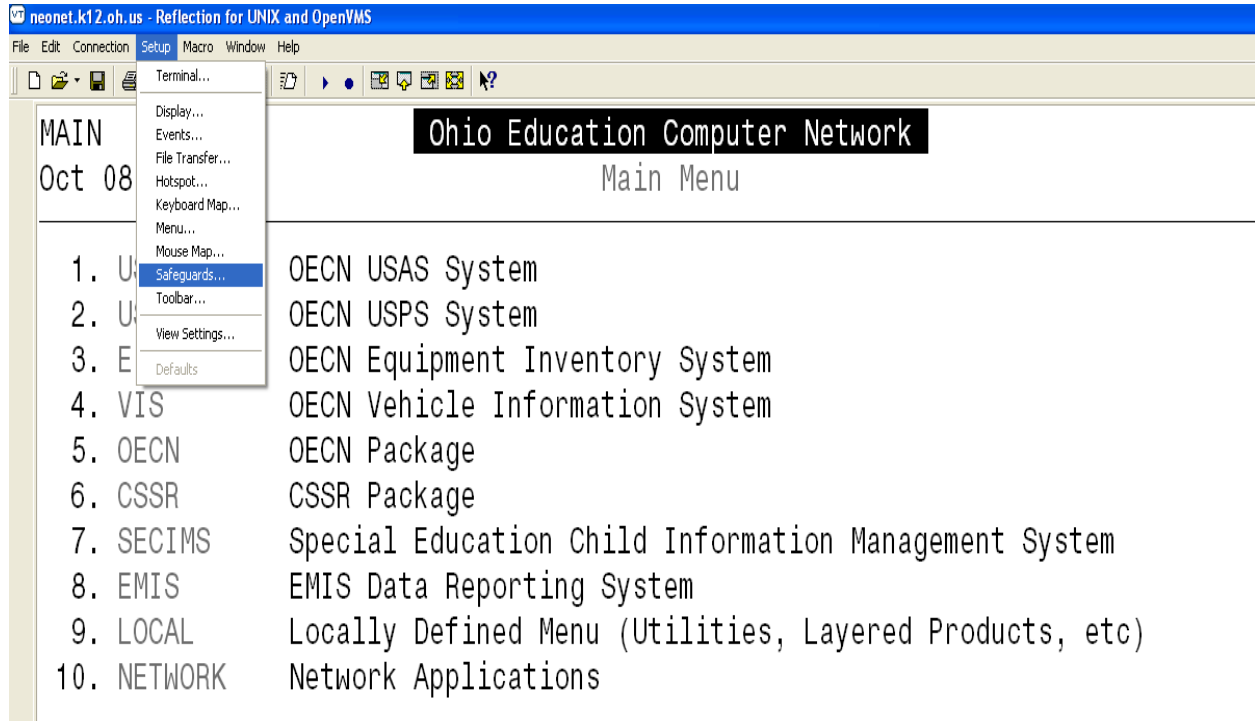 neonet.k12.oh.us - Reflection for UNIX and OpenVMS
File Edit Connection Setup Macro Window Help
Terminal...
Display...
Events...
File Transfer...
Hotspot...
Keyboard Map...
Menu...
Mouse Map...
Safeguards...
Toolbar...
View Settings...
Defaults
MAIN Ohio Education Computer Network
Oct 08 Main Menu
1. OECN USAS System
2. OECN USPS System
3. OECN Equipment Inventory System
4. VIS OECN Vehicle Information System
5. OECN OECN Package
6. CSSR CSSR Package
7. SECIMS Special Education Child Information Management System
8. EMIS EMIS Data Reporting System
9. LOCAL Locally Defined Menu (Utilities, Layered Products, etc)
10. NETWORK Network Applications